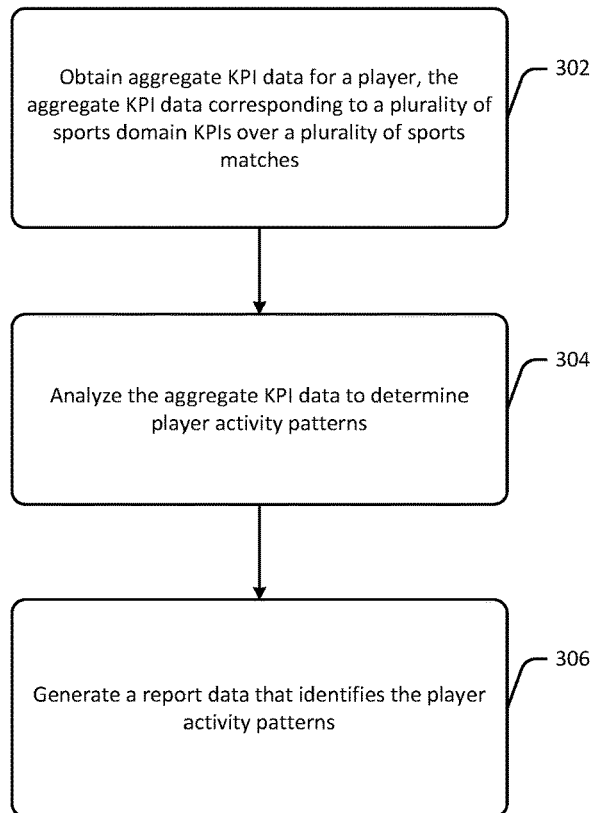 Obtain aggregate KPI data for a player, the
aggregate KPI data corresponding to a plurality of
sports domain KPIs over a plurality of sports
matches
302
Analyze the aggregate KPI data to determine
player activity patterns
304
Generate a report data that identifies the player
activity patterns
306